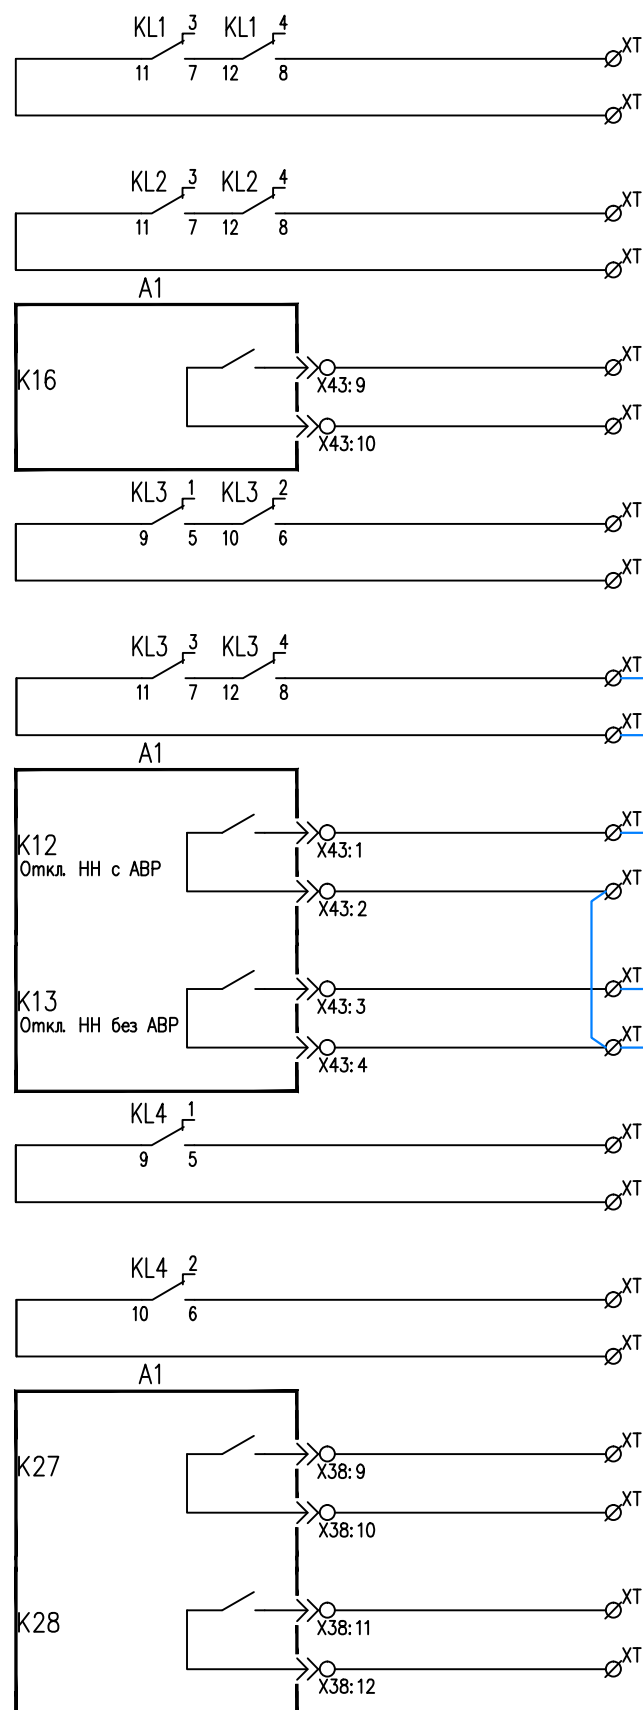 KL1 3 KL1 4 XT
11 7 12 8
XT
KL2 3 KL2 4 XT
11 7 12 8
XT
A1
K16 XT
X43:9
XT
X43:10
KL3 1 KL3 2 XT
9 5 10 6
XT
KL3 3 KL3 4 XT
11 7 12 8
XT
A1
K12 XT
X43:1
Откл. НН с АВР XT
X43:2
K13 XT
X43:3
Откл. НН без АВР XT
X43:4
KL4 1 XT
9 5
XT
KL4 2 XT
10 6
XT
A1
K27 XT
X38:9
XT
X38:10
K28 XT
X38:11
XT
X38:12